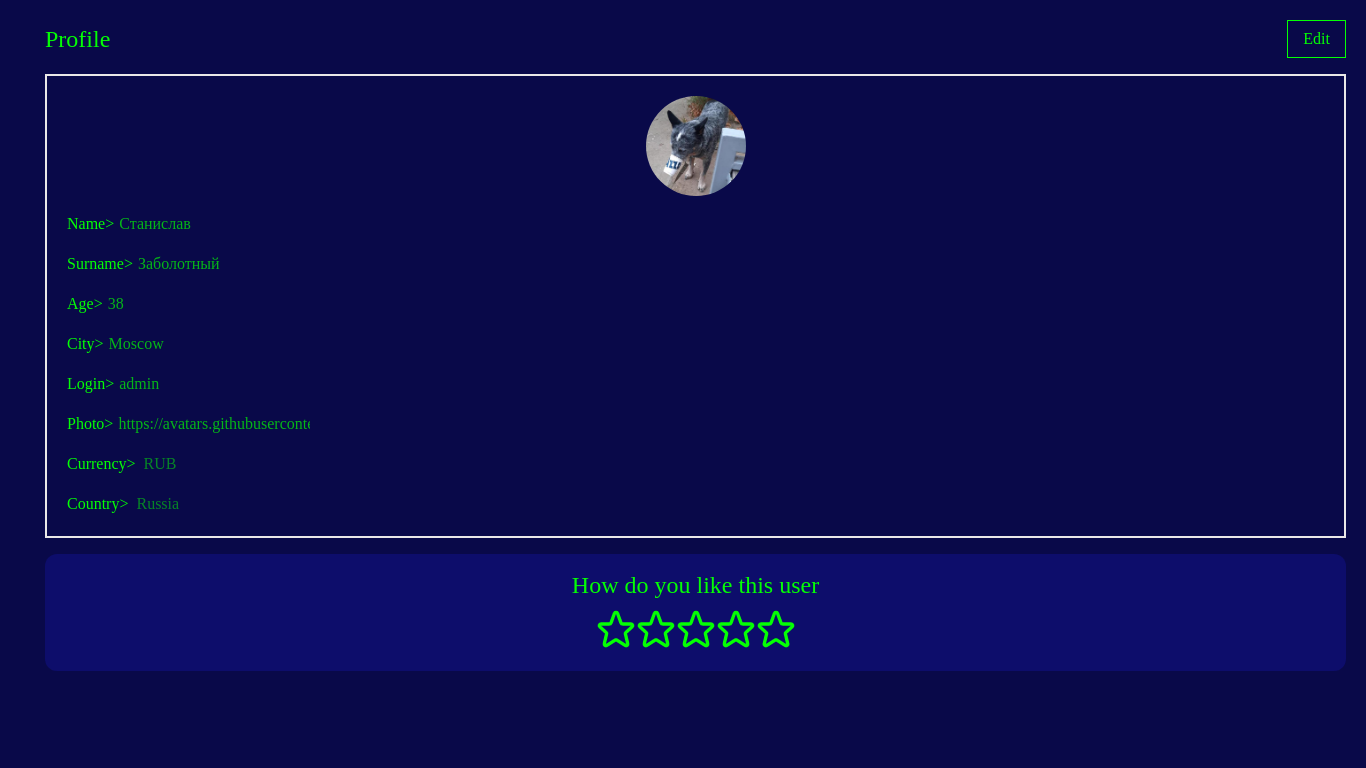 Profile
Edit
Name> Станислав
Surname> Заболотный
Age> 38
City> Moscow
Login> admin
Photo> https://avatars.githubuserconte
Currency> RUB
Country> Russia
How do you like this user